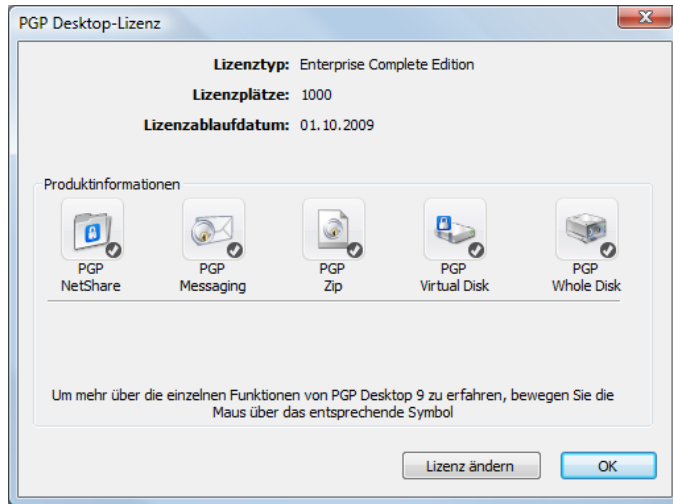 PGP Desktop-Lizenz
Lizenztyp: Enterprise Complete Edition
Lizenzplätze: 1000
Lizenzablaufdatum: 01.10.2009
Produktinformationen
PGP NetShare
PGP Messaging
PGP Zip
PGP Virtual Disk
PGP Whole Disk
Um mehr über die einzelnen Funktionen von PGP Desktop 9 zu erfahren, bewegen Sie die
Maus über das entsprechende Symbol
Lizenz ändern
OK